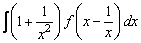 ∫(1+1/x²) f(x−1/x) dx